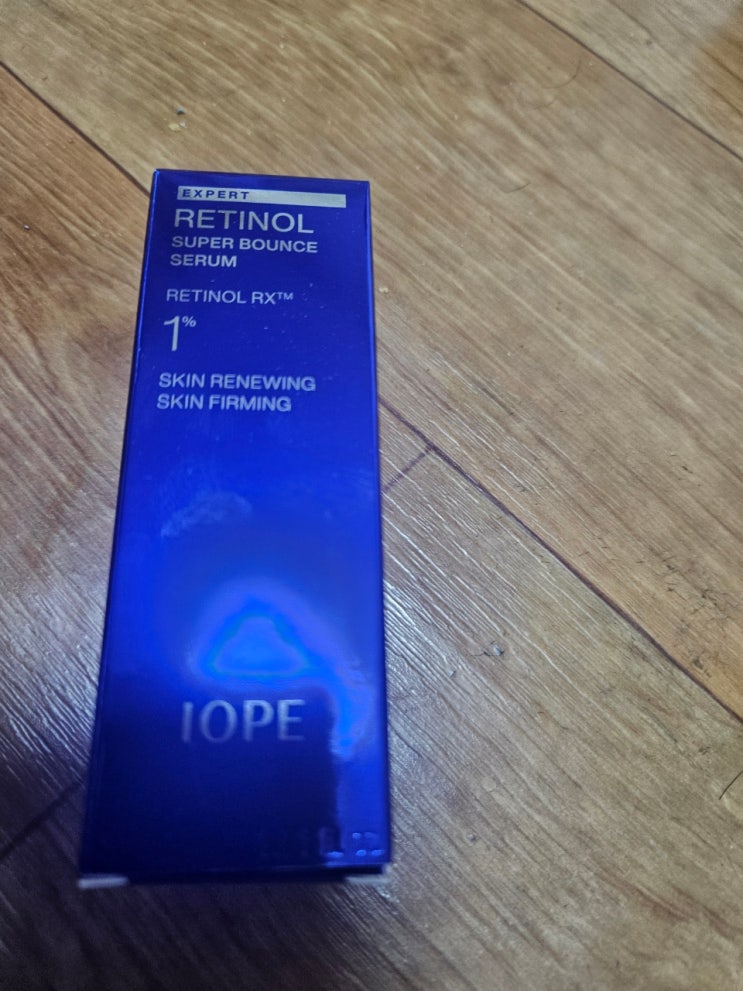 EXPERT
RETINOL
SUPER BOUNCE
SERUM
RETINOL RX™
1%
SKIN RENEWING
SKIN FIRMING
IOPE